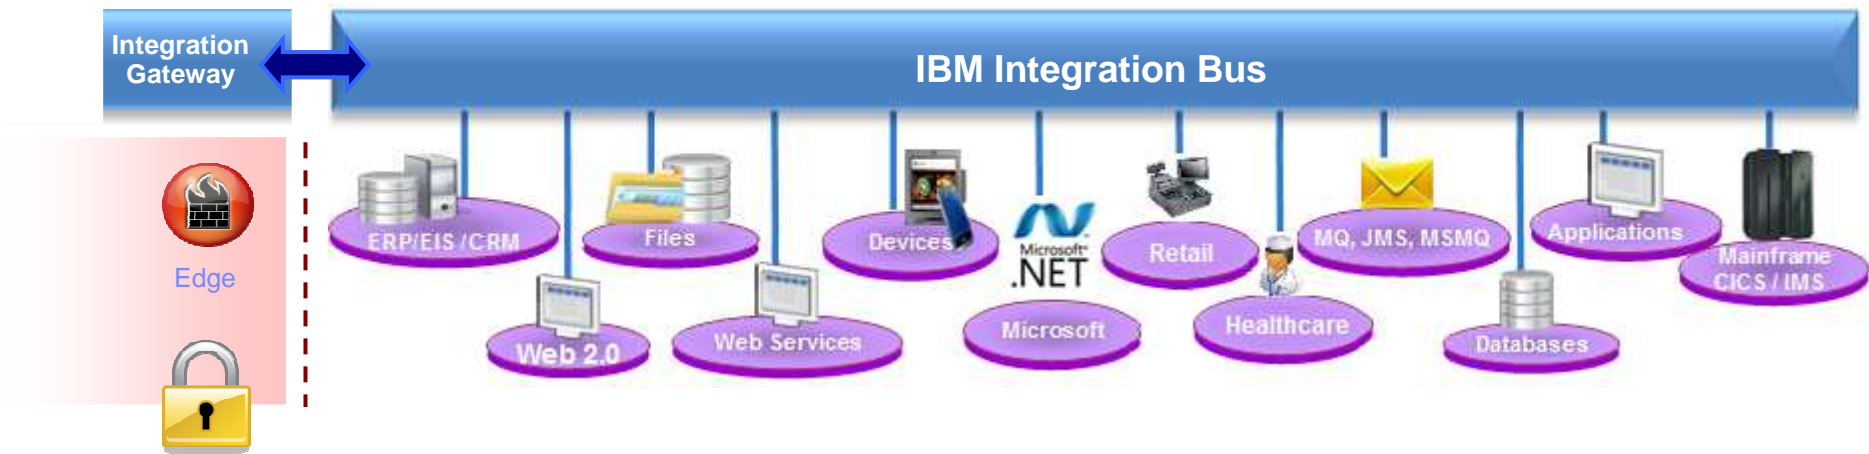 Integration
Gateway
IBM Integration Bus
Edge
ERP/EIS /CRM
Web 2.0
Files
Web Services
Devices
Microsoft®
.NET
Microsoft
Retail
Healthcare
MQ, JMS, MSMQ
Databases
Applications
Mainframe
CICS / IMS